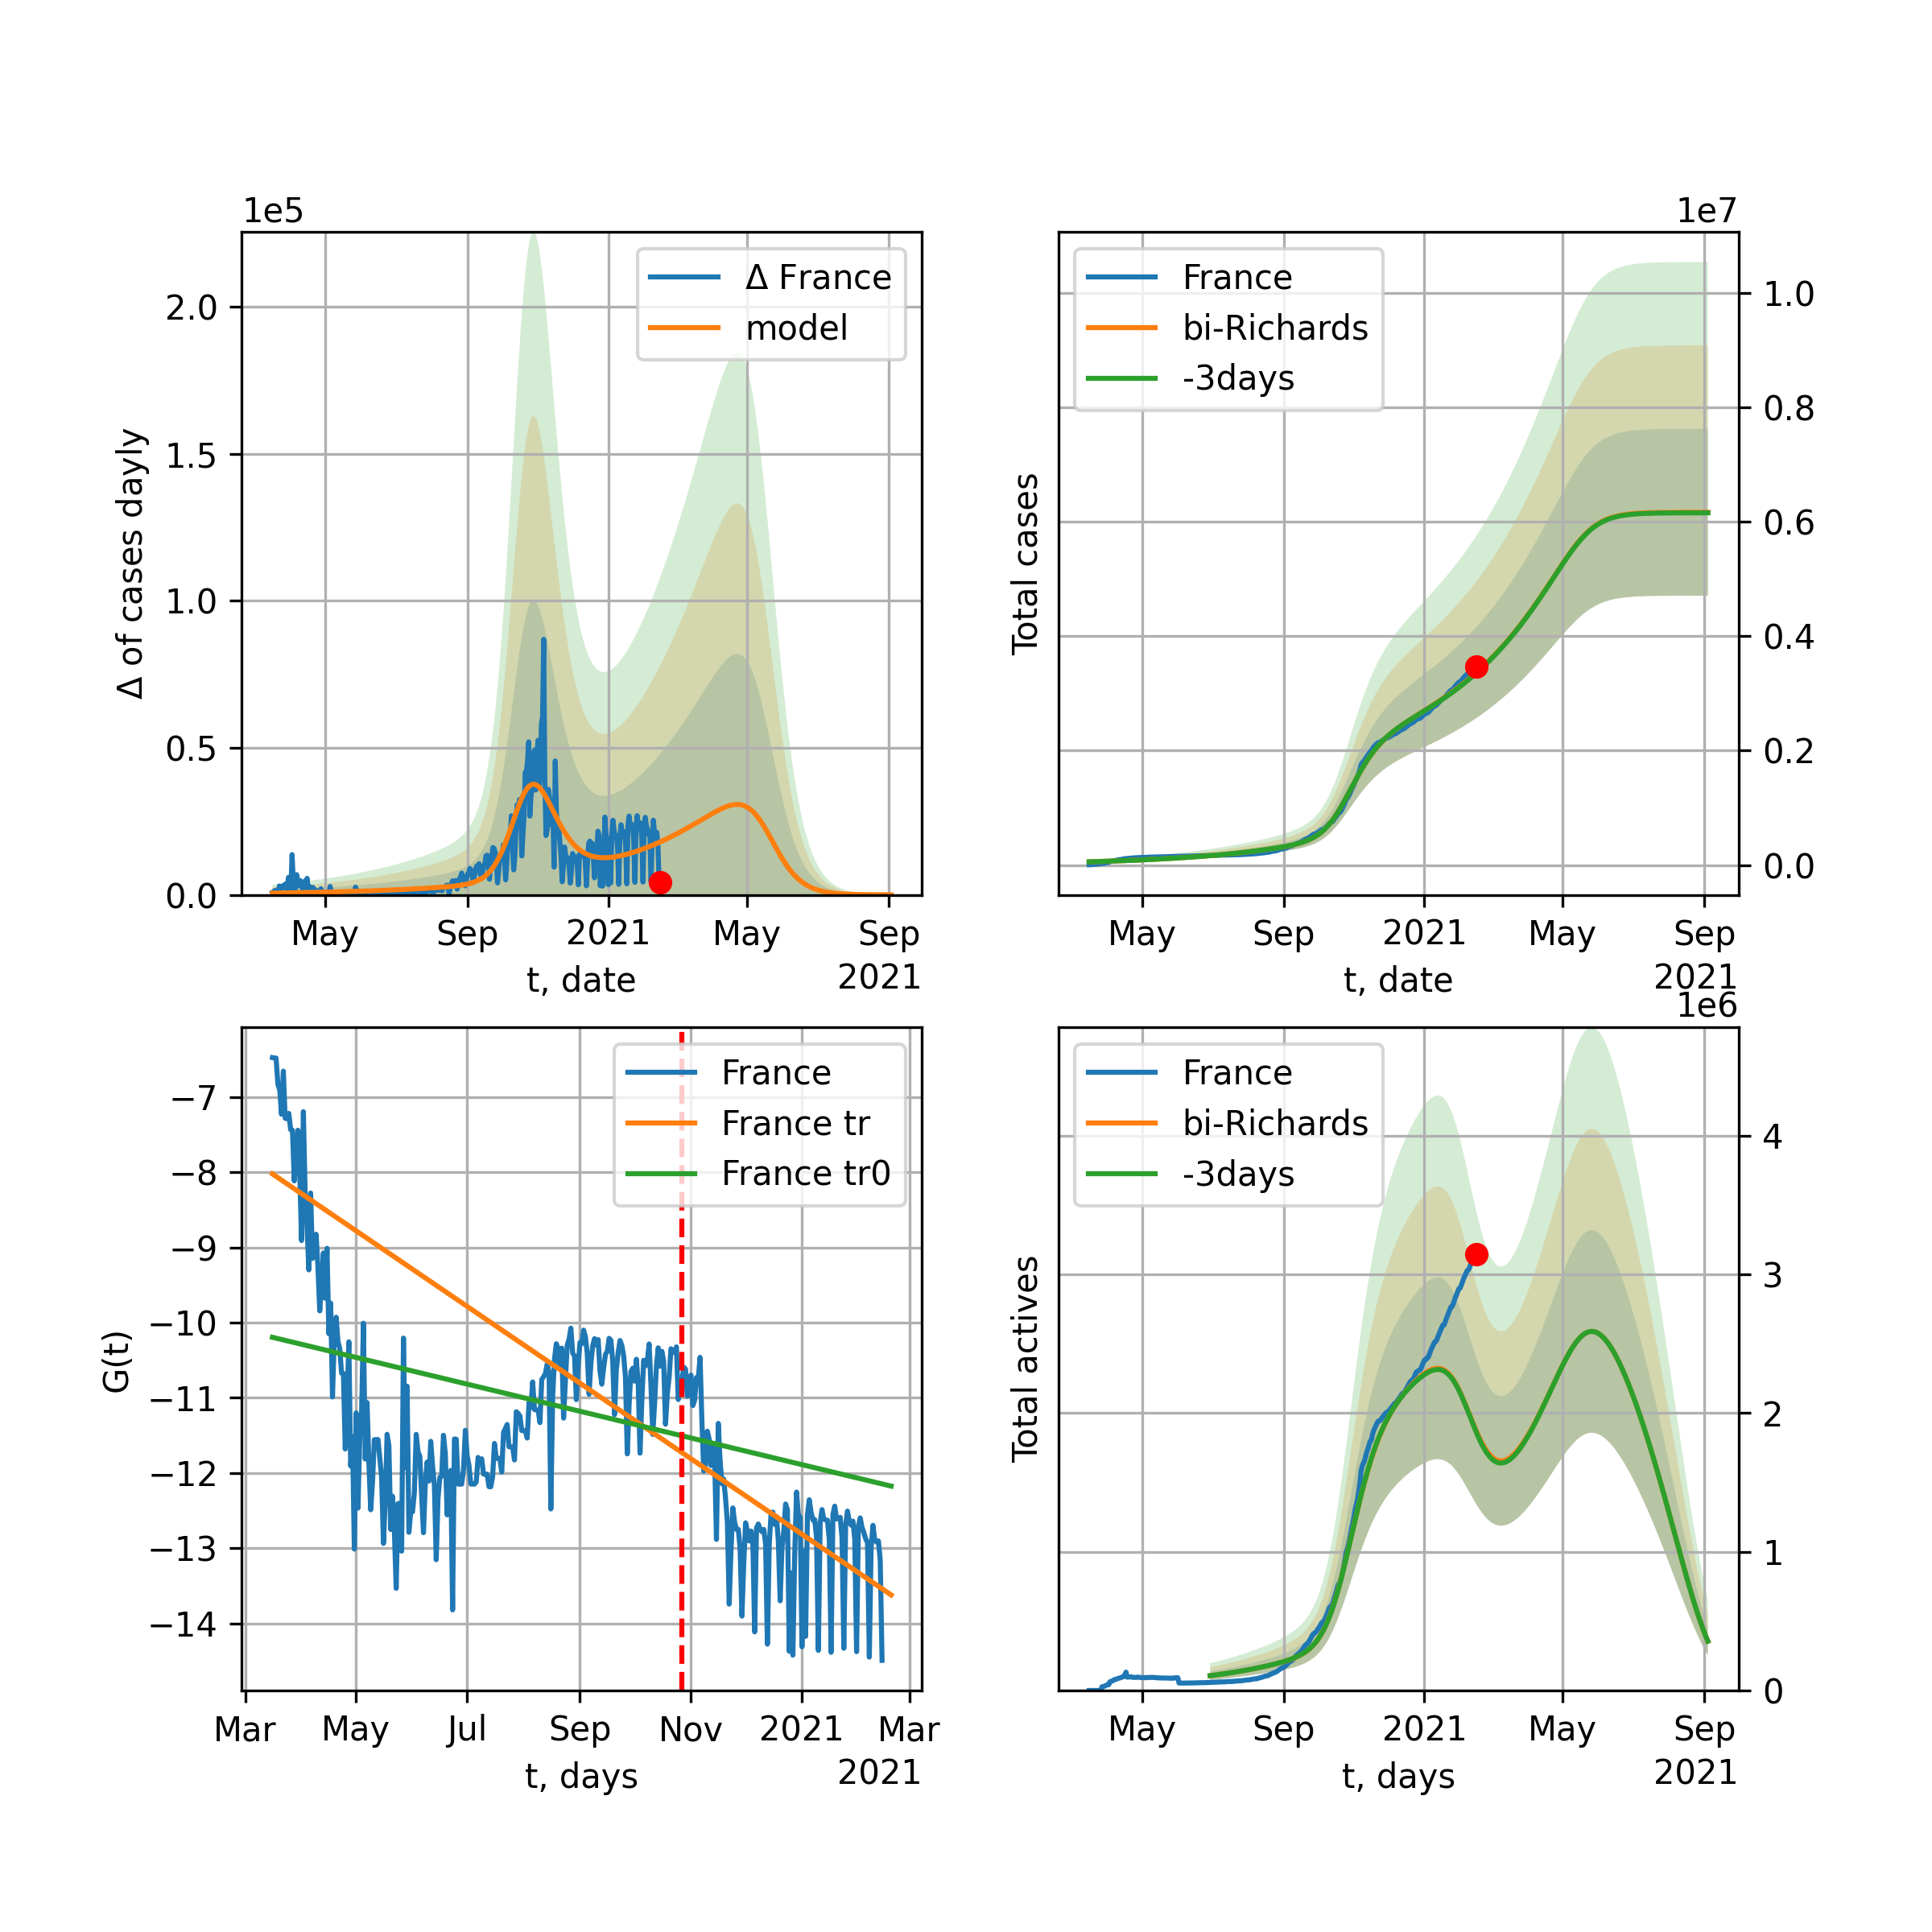 1e5
Δ of cases dayly
2.0
1.5
1.0
0.5
0.0
Δ France
model
May
Sep
2021
May
Sep
2021
t, date
1e7
Total cases
France
bi-Richards
-3days
1.0
0.8
0.6
0.4
0.2
0.0
May
Sep
2021
May
Sep
2021
t, date
G(t)
−7
−8
−9
−10
−11
−12
−13
−14
France
France tr
France tr0
Mar
May
Jul
Sep
Nov
2021
Mar
2021
t, days
1e6
Total actives
France
bi-Richards
-3days
4
3
2
1
0
May
Sep
2021
May
Sep
2021
t, days